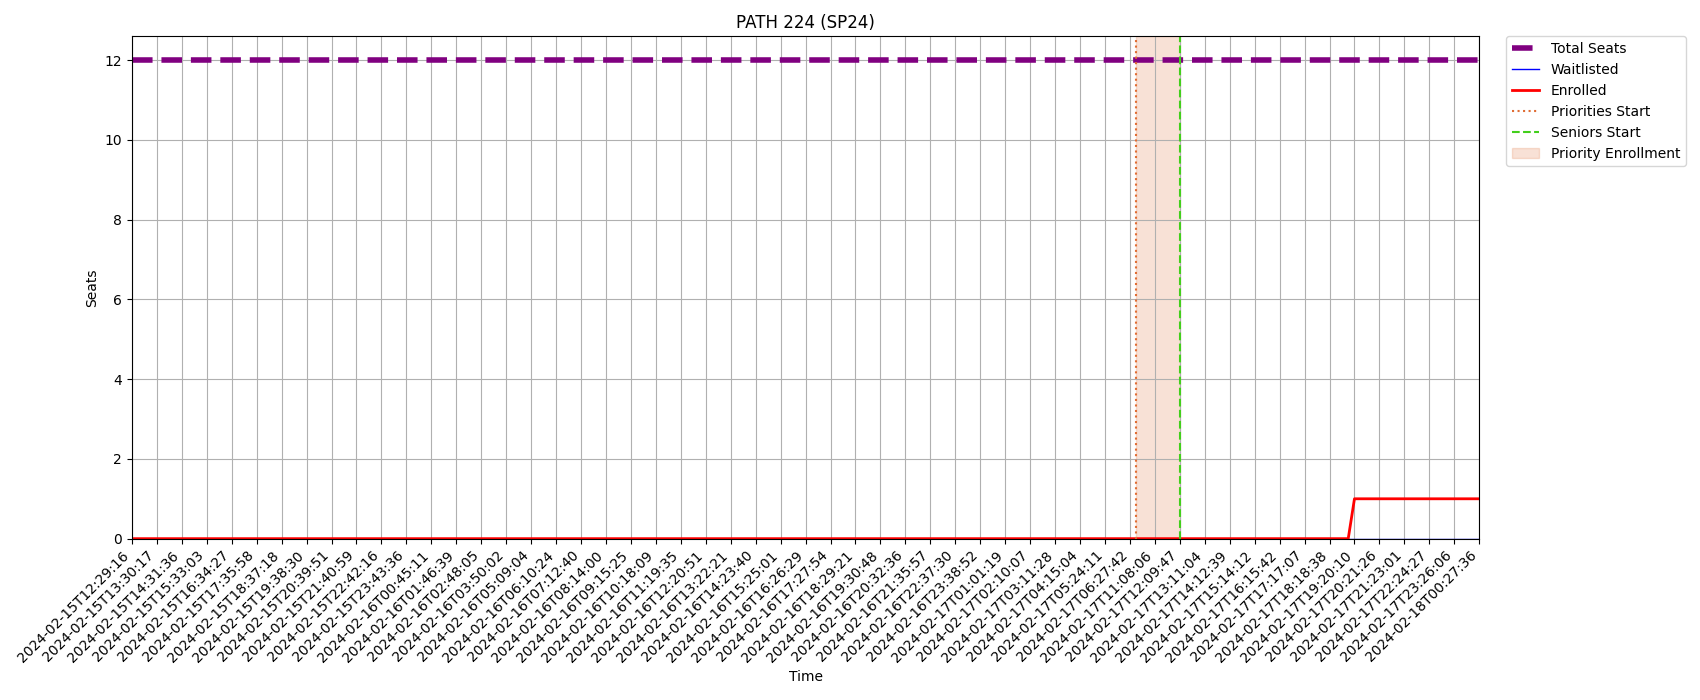 PATH 224 (SP24)
Total Seats
Waitlisted
Enrolled
Priorities Start
Seniors Start
Priority Enrollment
12
10
8
6
4
2
0
Seats
2024-02-15T12:29:16
2024-02-15T13:30:17
2024-02-15T14:31:36
2024-02-15T15:33:03
2024-02-15T16:34:27
2024-02-15T17:35:58
2024-02-15T18:37:18
2024-02-15T19:38:30
2024-02-15T20:39:51
2024-02-15T21:40:59
2024-02-15T22:42:16
2024-02-15T23:43:36
2024-02-16T00:45:11
2024-02-16T01:46:39
2024-02-16T02:48:05
2024-02-16T03:50:02
2024-02-16T05:09:04
2024-02-16T06:10:24
2024-02-16T07:12:40
2024-02-16T08:14:00
2024-02-16T09:15:25
2024-02-16T10:18:09
2024-02-16T11:19:35
2024-02-16T12:20:51
2024-02-16T13:22:21
2024-02-16T14:23:40
2024-02-16T15:25:01
2024-02-16T16:26:29
2024-02-16T17:27:54
2024-02-16T18:29:21
2024-02-16T19:30:48
2024-02-16T20:32:36
2024-02-16T21:35:57
2024-02-16T22:37:30
2024-02-16T23:38:52
2024-02-17T01:01:19
2024-02-17T02:10:07
2024-02-17T03:11:28
2024-02-17T04:15:04
2024-02-17T05:24:11
2024-02-17T06:27:42
2024-02-17T11:08:06
2024-02-17T12:09:47
2024-02-17T13:11:04
2024-02-17T14:12:39
2024-02-17T15:14:12
2024-02-17T16:15:42
2024-02-17T17:17:07
2024-02-17T18:18:38
2024-02-17T19:20:10
2024-02-17T20:21:26
2024-02-17T21:23:01
2024-02-17T22:24:27
2024-02-17T23:26:06
2024-02-18T00:27:36
Time